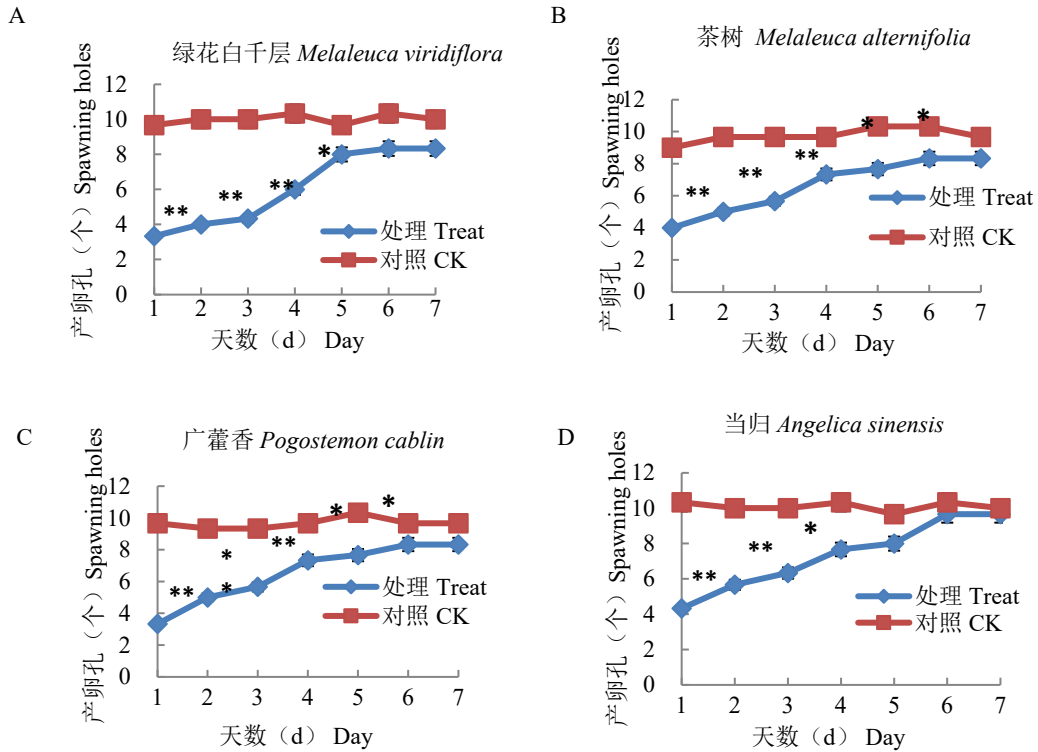 A
绿花白千层 Melaleuca viridiflora
产卵孔（个）Spawning holes
12
10
8
6
4
2
0
** ** ** *
处理 Treat
对照 CK
1 2 3 4 5 6 7
天数（d）Day
B
茶树 Melaleuca alternifolia
产卵孔（个）Spawning holes
12
10
8
6
4
2
0
** ** ** * *
处理 Treat
对照 CK
1 2 3 4 5 6 7
天数（d）Day
C
广藿香 Pogostemon cablin
产卵孔（个）Spawning holes
12
10
8
6
4
2
0
** * * ** * *
处理 Treat
对照 CK
1 2 3 4 5 6 7
天数（d）Day
D
当归 Angelica sinensis
产卵孔（个）Spawning holes
12
10
8
6
4
2
0
** ** *
处理 Treat
对照 CK
1 2 3 4 5 6 7
天数（d）Day